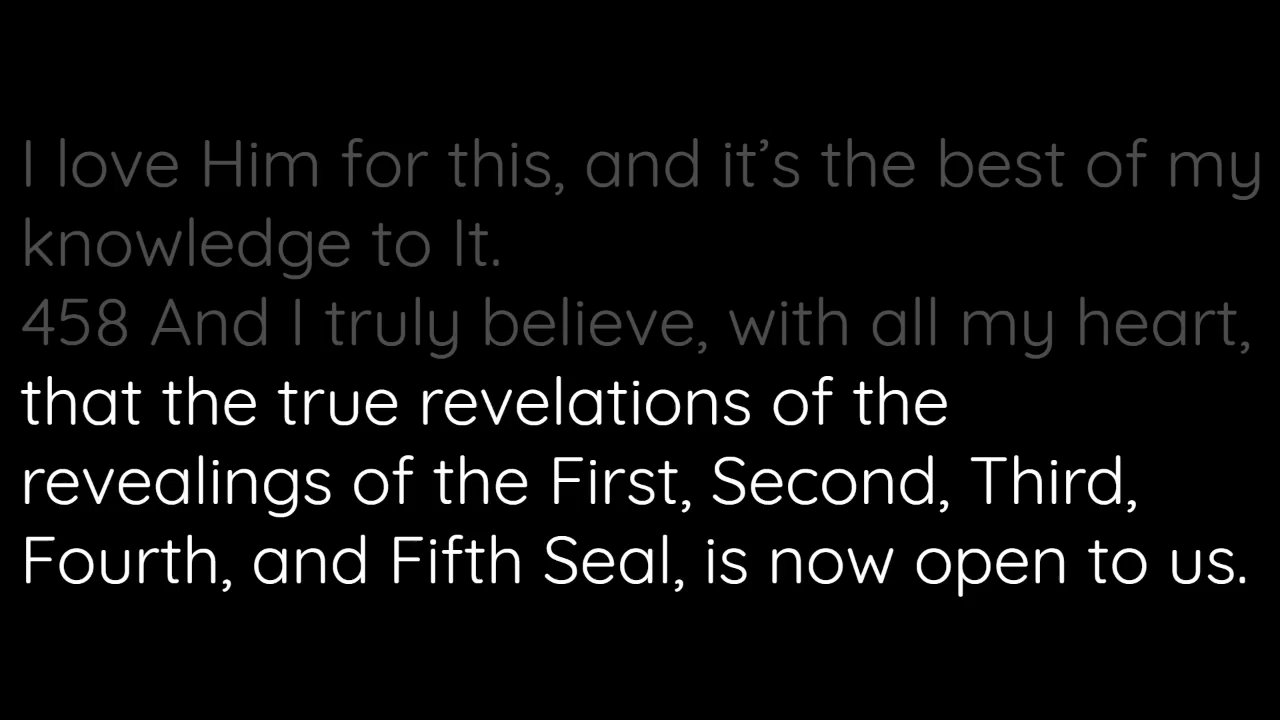 I love Him for this, and it’s the best of my
knowledge to It.
458 And I truly believe, with all my heart,
that the true revelations of the
revealings of the First, Second, Third,
Fourth, and Fifth Seal, is now open to us.